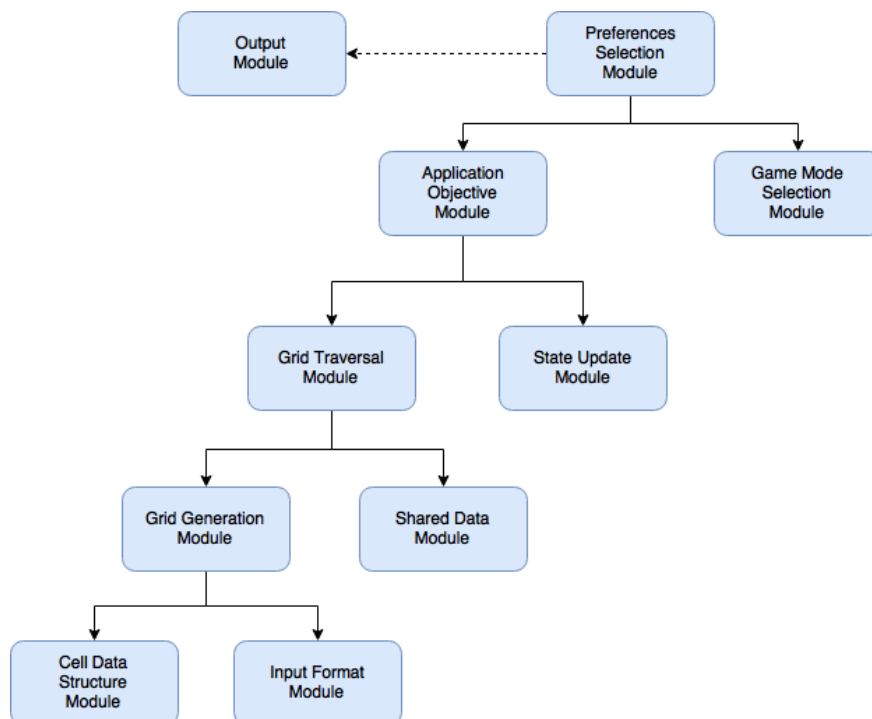 Output
Module
Preferences
Selection
Module
Application
Objective
Module
Game Mode
Selection
Module
Grid Traversal
Module
State Update
Module
Grid Generation
Module
Shared Data
Module
Cell Data
Structure
Module
Input Format
Module